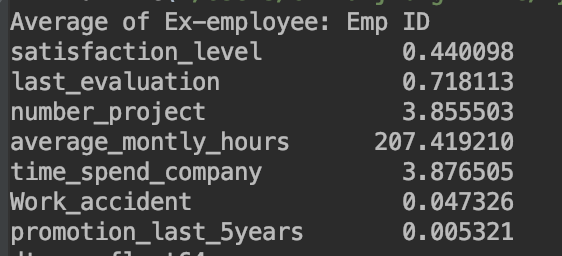 Average of Ex-employee: Emp ID
satisfaction_level 0.440098
last_evaluation 0.718113
number_project 3.855503
average_montly_hours 207.419210
time_spend_company 3.876505
Work_accident 0.047326
promotion_last_5years 0.005321